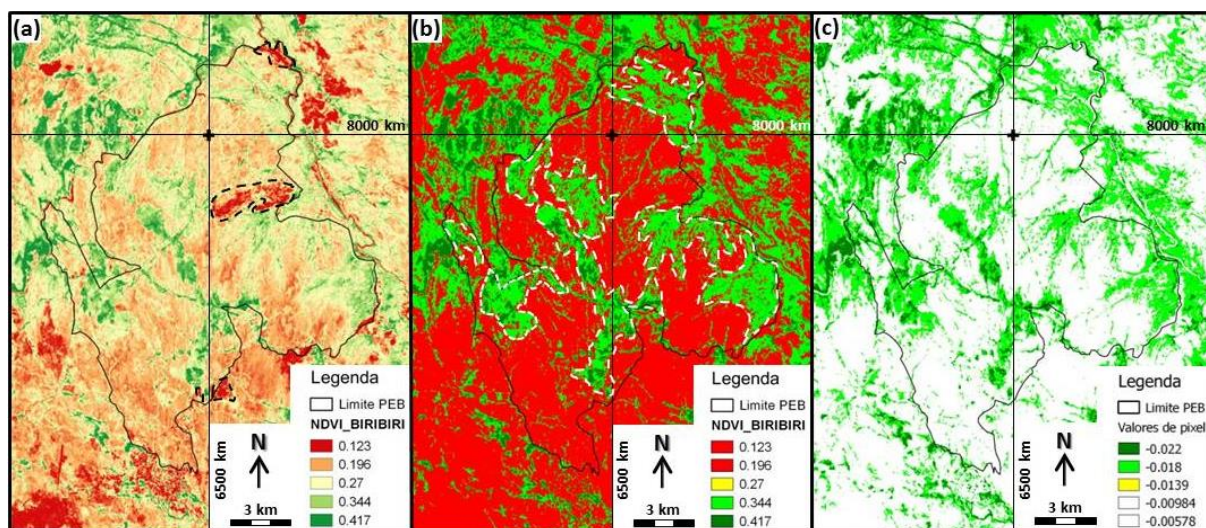 (a)
8000 km
Legenda
Limite PEB
NDVI_BIRIBIRI
0.123
0.196
0.27
0.344
0.417
N
3 km
6500 km
(b)
8000 km
Legenda
Limite PEB
NDVI_BIRIBIRI
0.123
0.196
0.27
0.344
0.417
N
3 km
6500 km
(c)
8000 km
Legenda
Limite PEB
Valores de pixel
-0.022
-0.018
-0.0139
-0.00984
-0.00578
N
3 km
6500 km